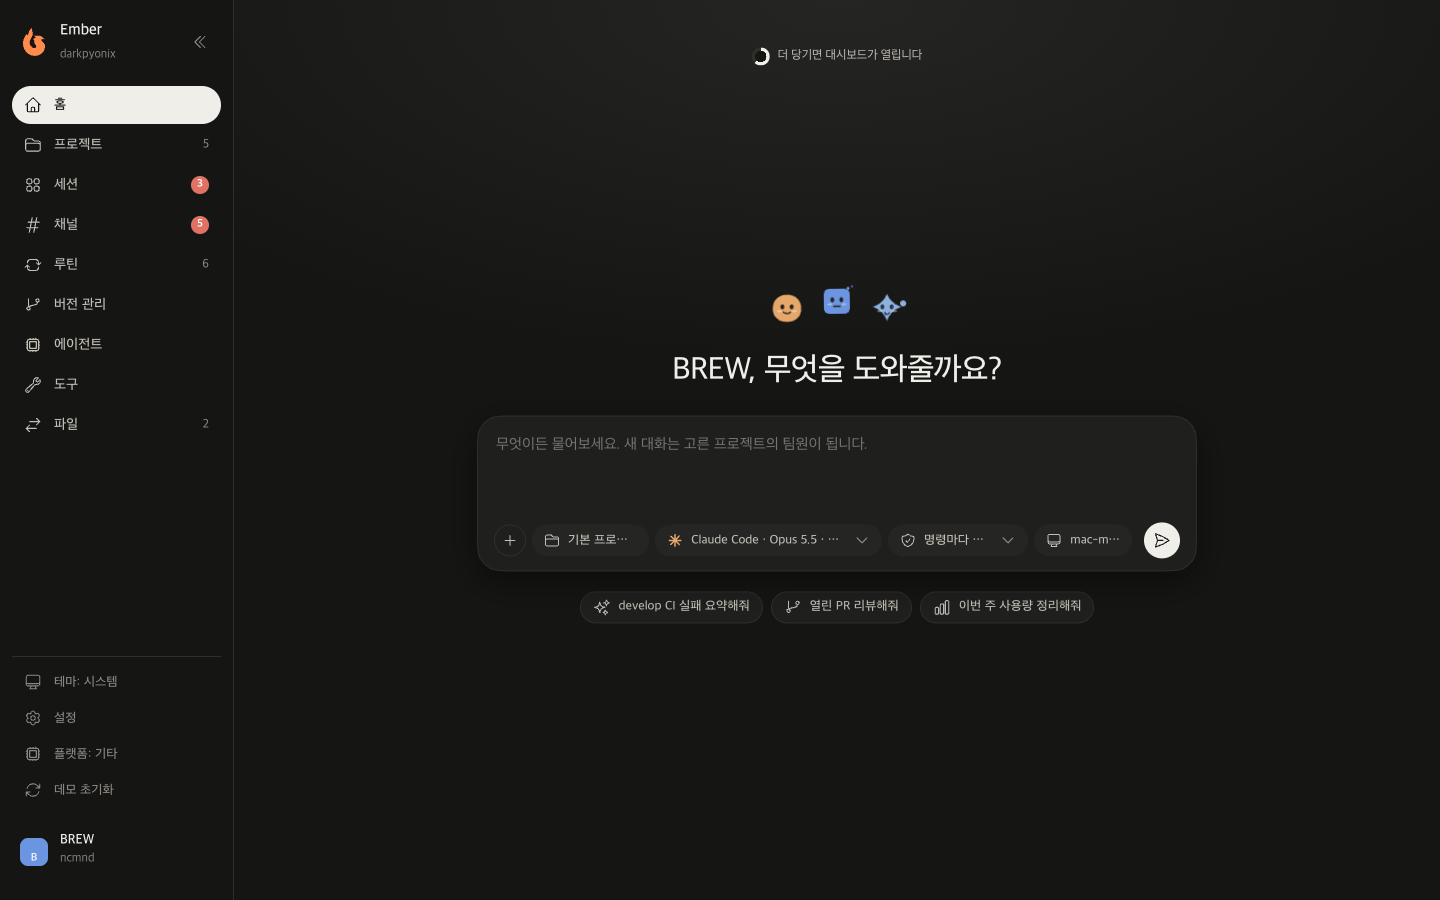 Ember
darkpyonix
홈
프로젝트 5
세션 3
채널 5
루틴 6
버전 관리
에이전트
도구
파일 2
테마: 시스템
설정
플랫폼: 기타
데모 초기화
B
BREW
ncmnd
더 당기면 대시보드가 열립니다
BREW, 무엇을 도와줄까요?
무엇이든 물어보세요. 새 대화는 고른 프로젝트의 팀원이 됩니다.
기본 프로… Claude Code · Opus 5.5 · … 명령마다 … mac-m…
develop CI 실패 요약해줘 열린 PR 리뷰해줘 이번 주 사용량 정리해줘